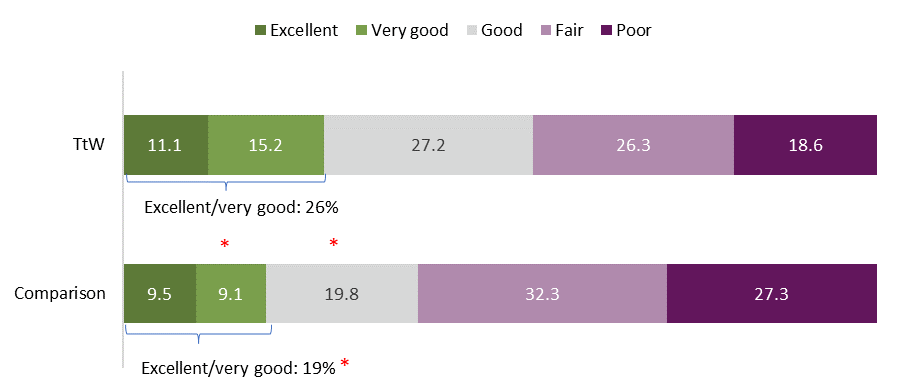 Excellent Very good Good Fair Poor
TtW 11.1 15.2 27.2 26.3 18.6
Excellent/very good: 26%
* *
Comparison 9.5 9.1 19.8 32.3 27.3
Excellent/very good: 19% *